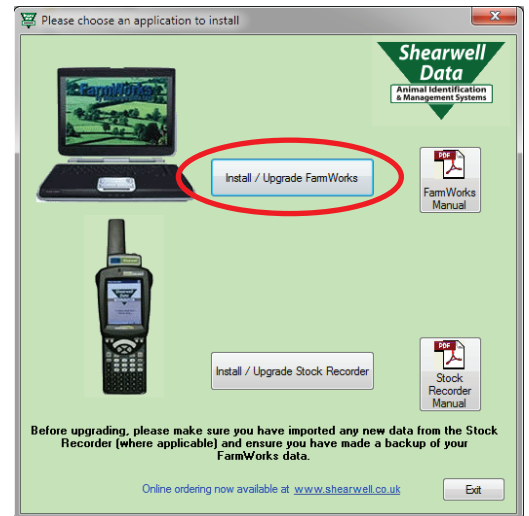 Please choose an application to install
Shearwell
Data
Animal Identification
& Management Systems
FarmWorks
Install / Upgrade FarmWorks
PDF
FarmWorks
Manual
Shearwell
Data
Install / Upgrade Stock Recorder
PDF
Stock
Recorder
Manual
Before upgrading, please make sure you have imported any new data from the Stock
Recorder (where applicable) and ensure you have made a backup of your
FarmWorks data.
Online ordering now available at www.shearwell.co.uk
Exit